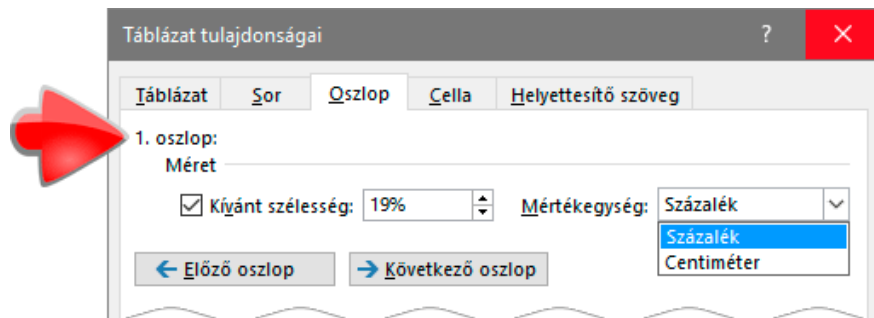 Táblázat tulajdonságai ?
Táblázat Sor Oszlop Cella Helyettesítő szöveg
1. oszlop:
Méret
Kívánt szélesség: 19% Mértékegység: Százalék
Százalék
Centiméter
Előző oszlop Következő oszlop